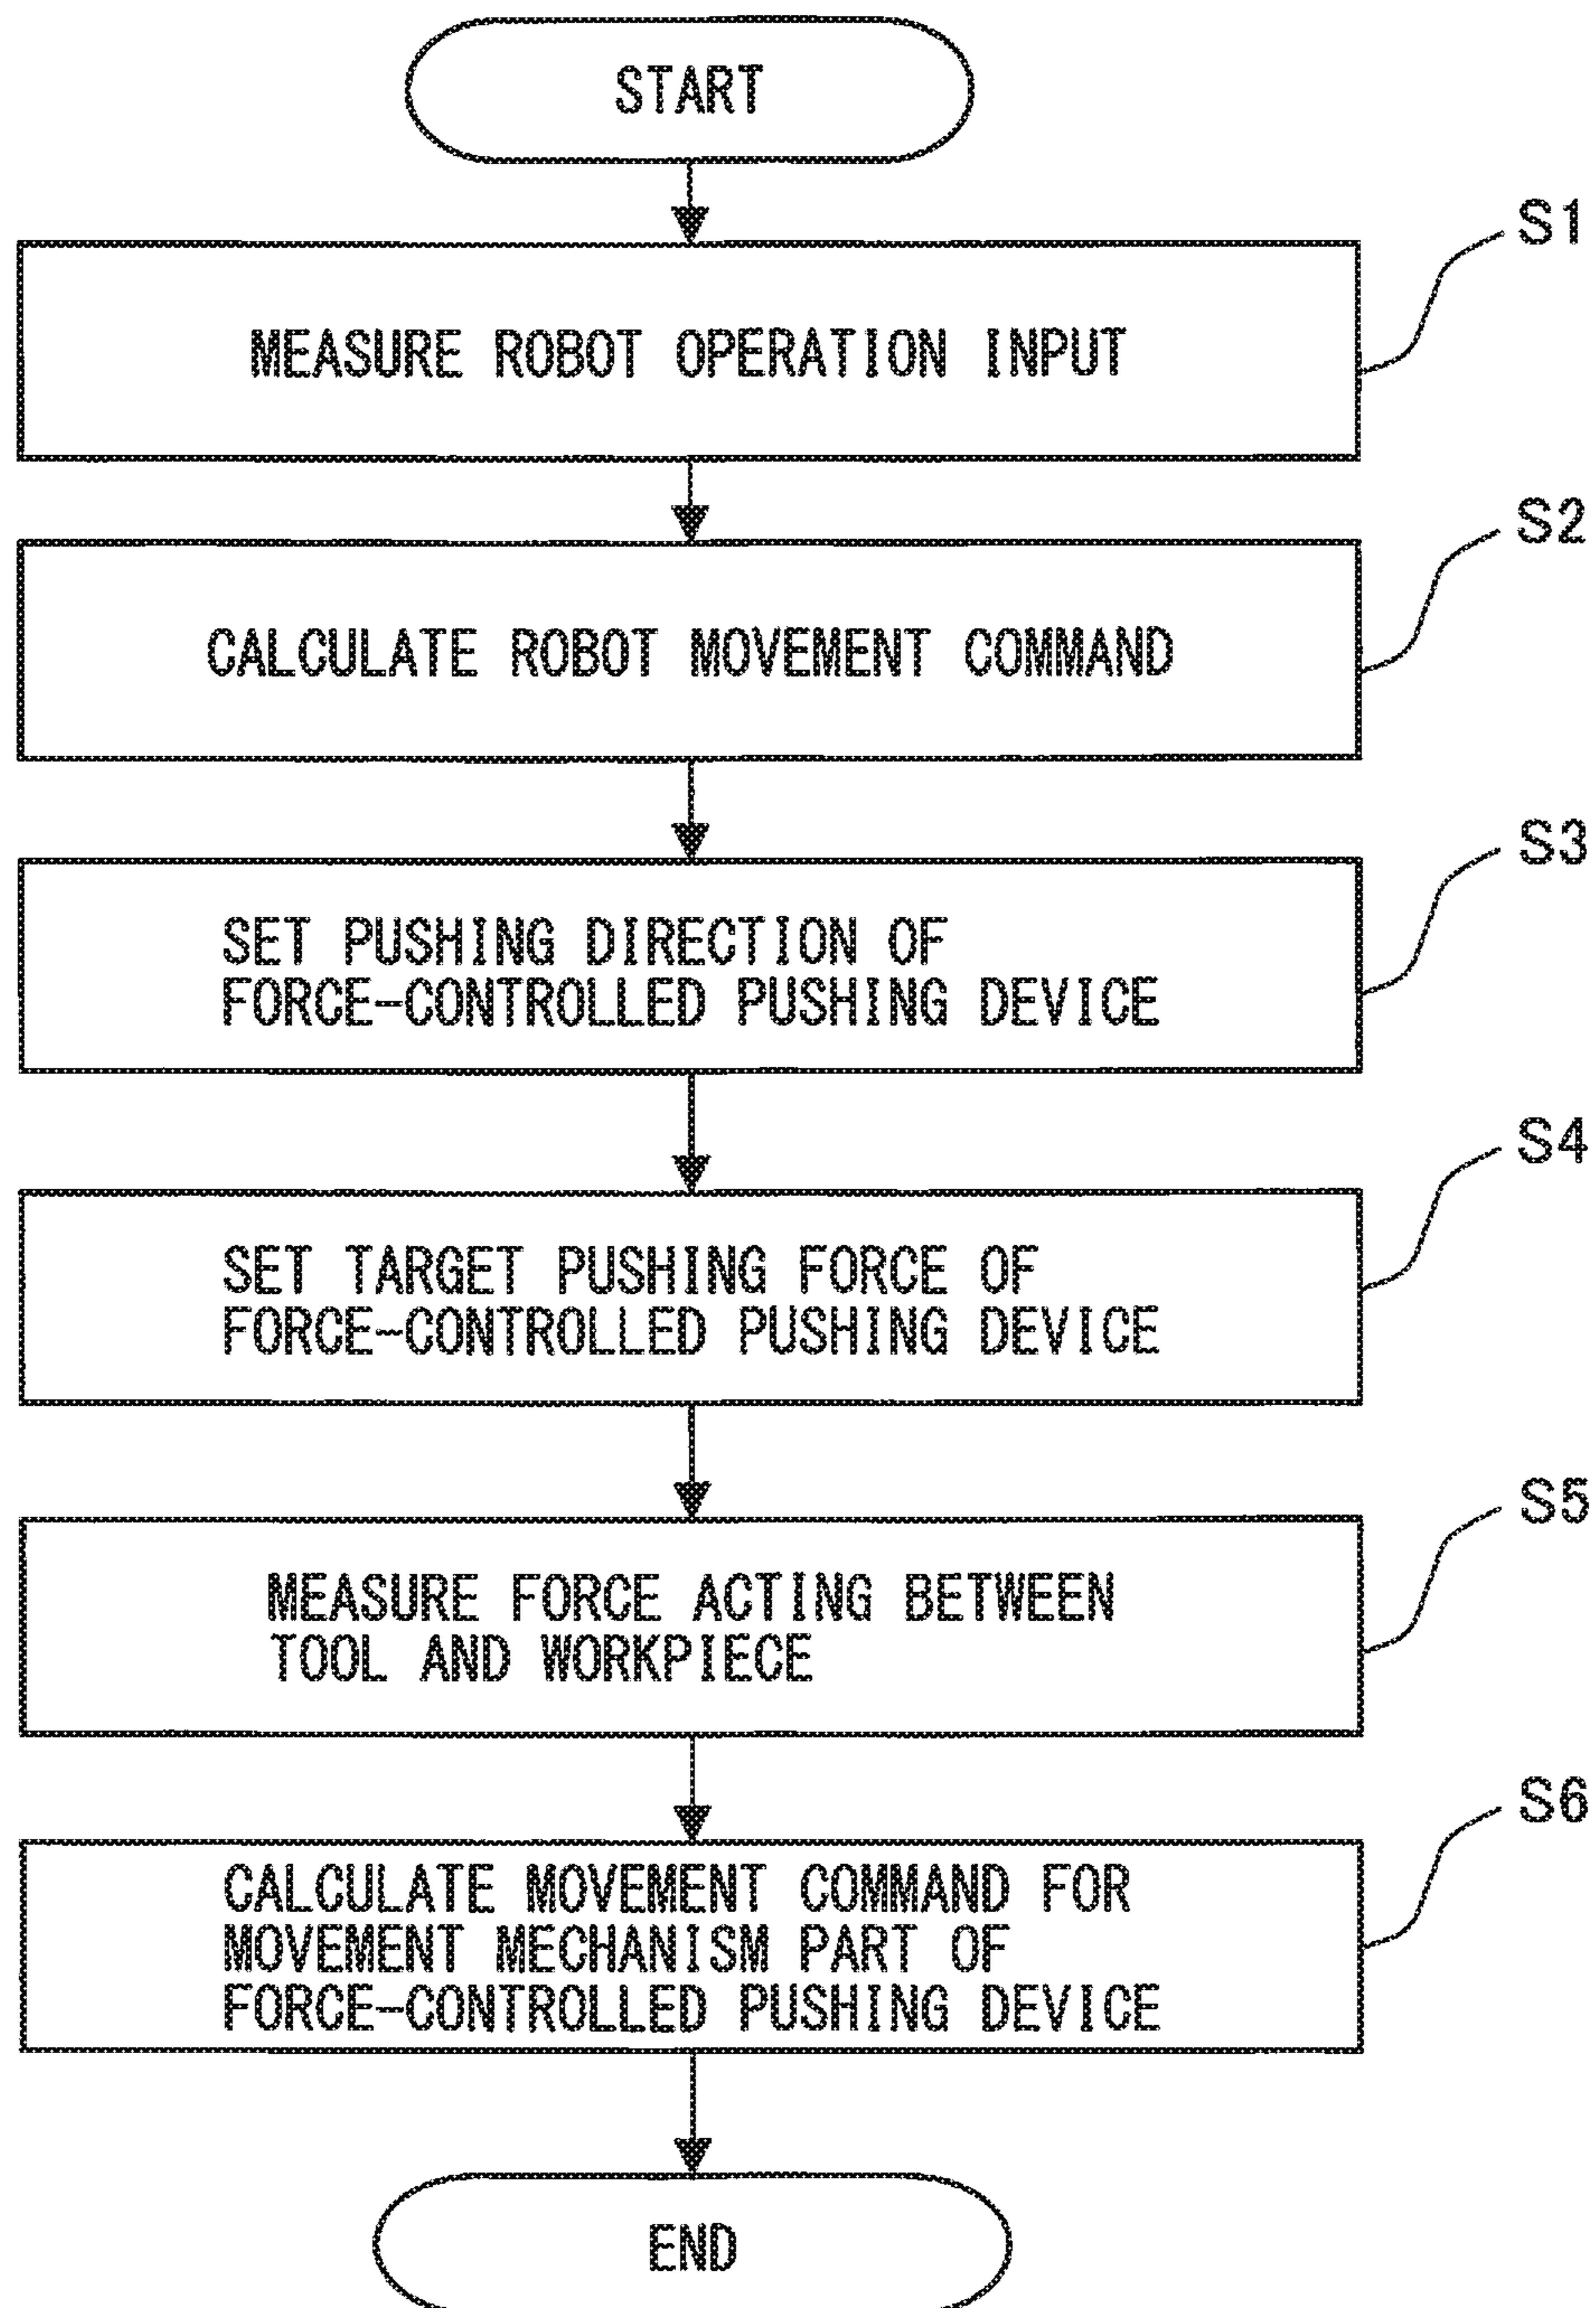 START
S1
MEASURE ROBOT OPERATION INPUT
S2
CALCULATE ROBOT MOVEMENT COMMAND
S3
SET PUSHING DIRECTION OF
FORCE-CONTROLLED PUSHING DEVICE
S4
SET TARGET PUSHING FORCE OF
FORCE-CONTROLLED PUSHING DEVICE
S5
MEASURE FORCE ACTING BETWEEN
TOOL AND WORKPIECE
S6
CALCULATE MOVEMENT COMMAND FOR
MOVEMENT MECHANISM PART OF
FORCE-CONTROLLED PUSHING DEVICE
END